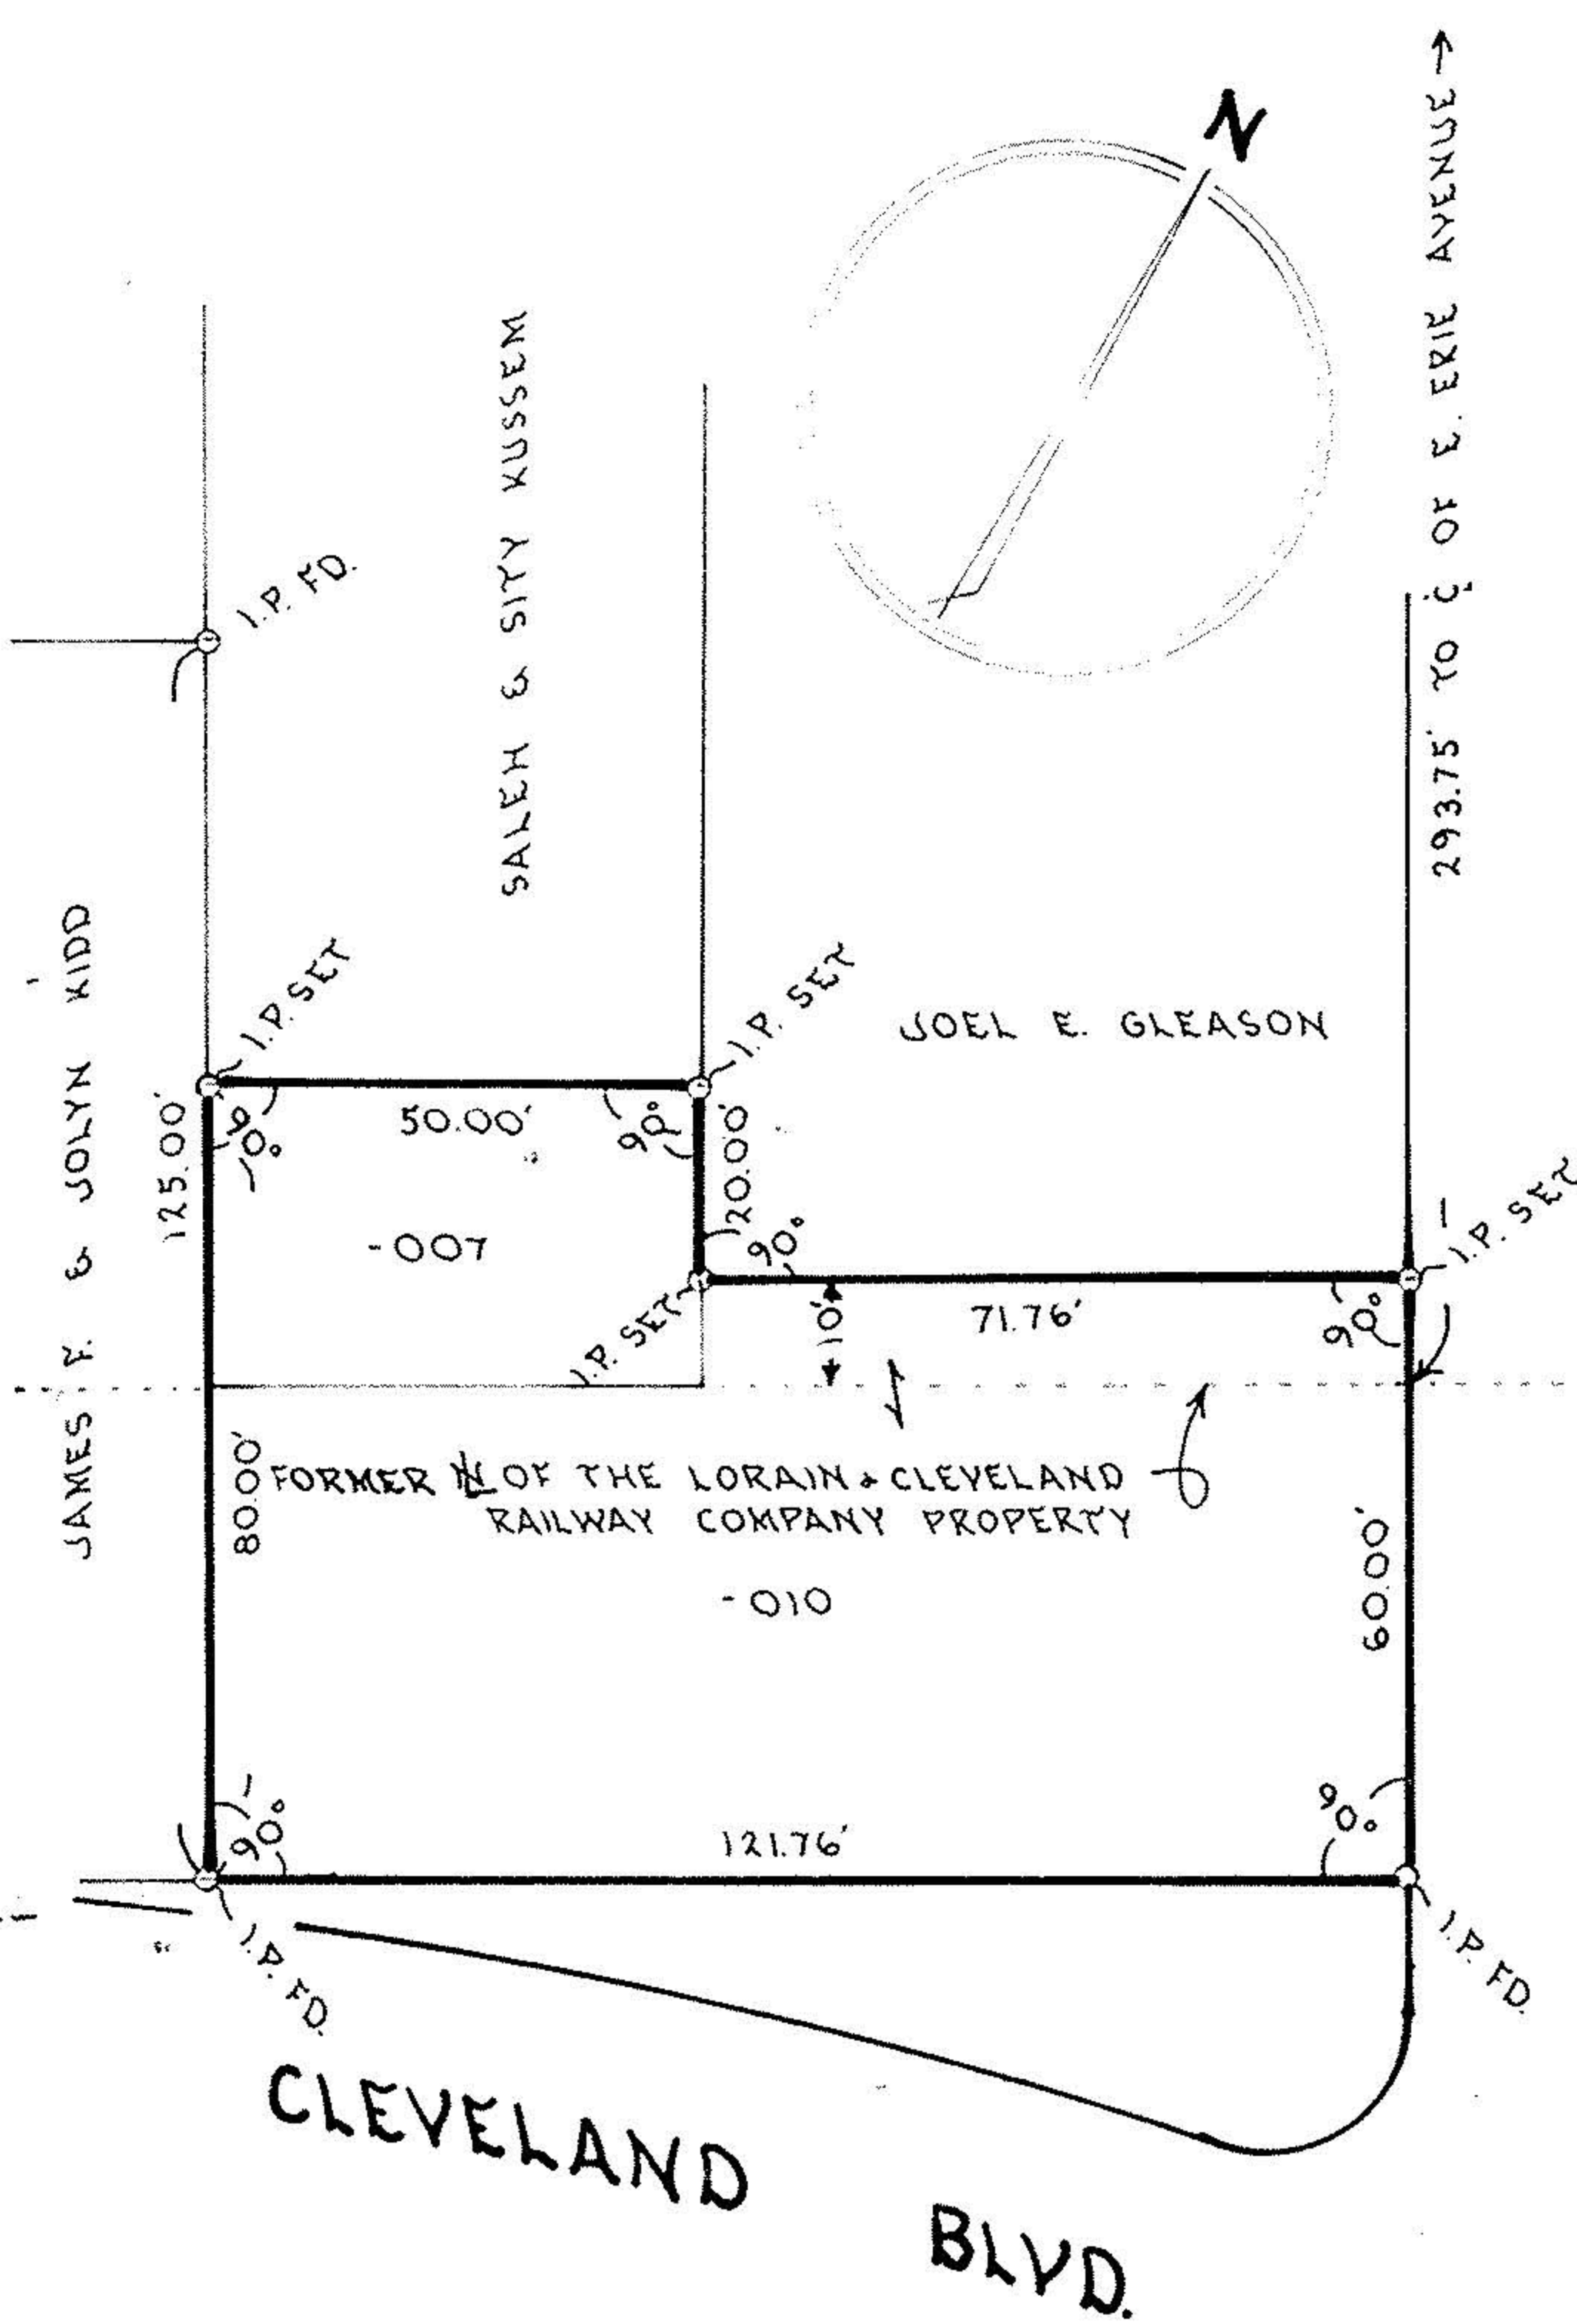 N
293.75' TO ℄ OF E. ERIE AVENUE →
SALEH & SITY KUSSEM
I.P. FD.
JAMES F. & JOLYN KIDD
I.P. SET
I.P. SET
JOEL E. GLEASON
125.00'
90°
50.00'
90°
20.00'
-007
90°
I.P. SET
I.P. SET
10'
71.76'
90°
80.00'
FORMER N/L OF THE LORAIN & CLEVELAND
RAILWAY COMPANY PROPERTY
60.00'
-010
90°
121.76'
90°
I.P. FD.
I.P. FD.
CLEVELAND
BLVD.